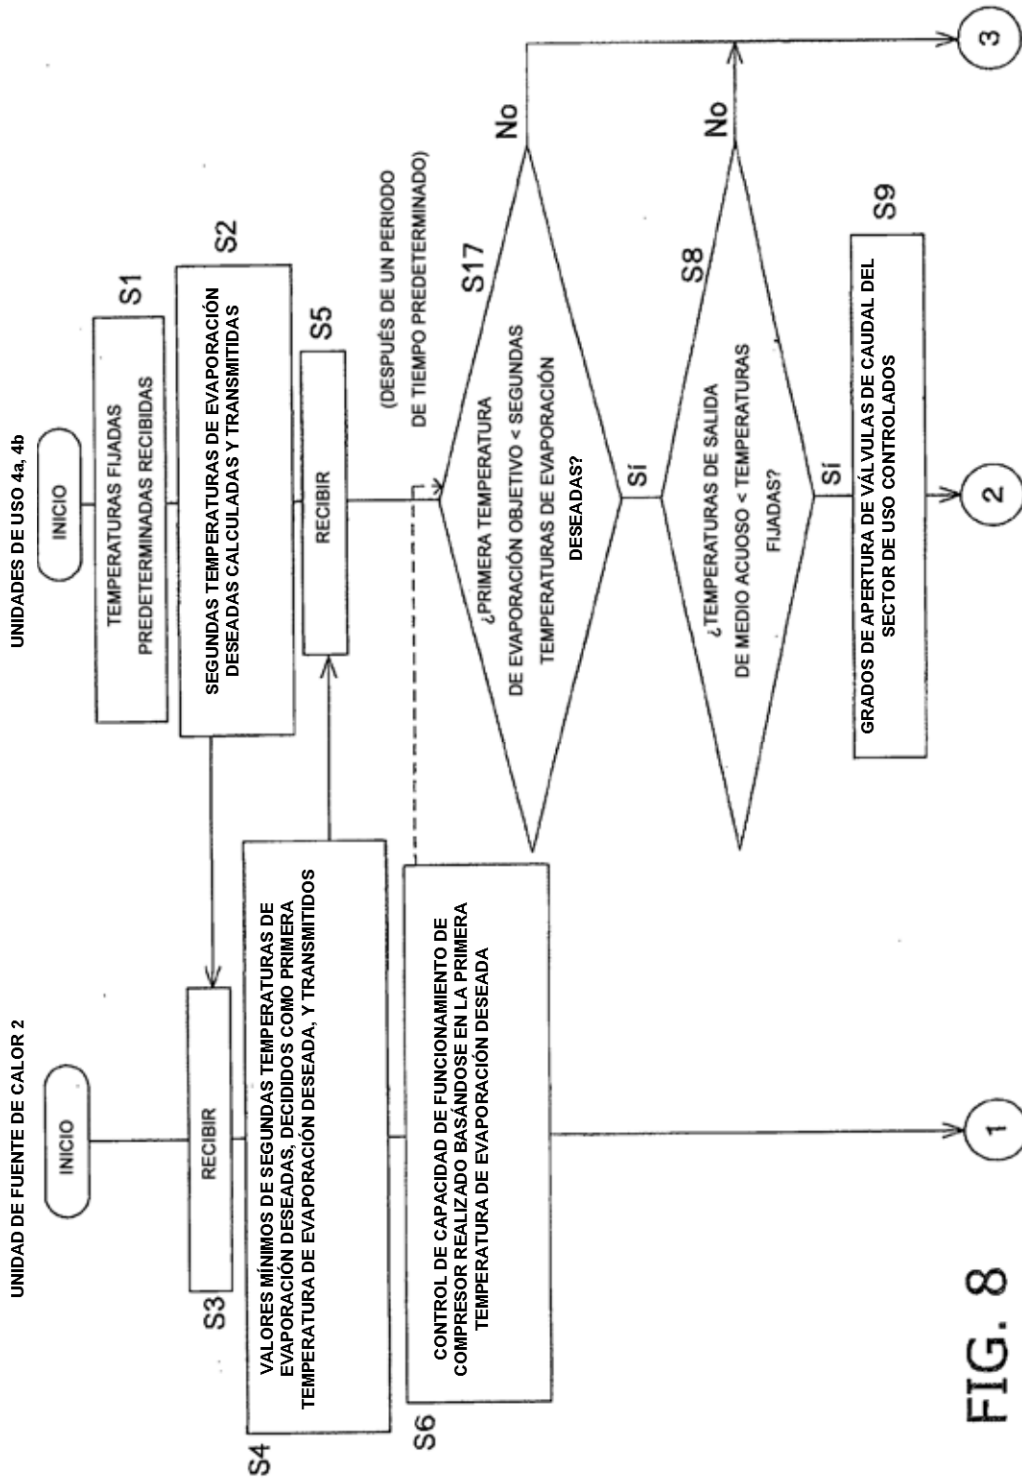 UNIDAD DE FUENTE DE CALOR 2
INICIO
RECIBIR
S3
VALORES MÍNIMOS DE SEGUNDAS TEMPERATURAS DE
EVAPORACIÓN DESEADAS, DECIDIDOS COMO PRIMERA
TEMPERATURA DE EVAPORACIÓN DESEADA, Y TRANSMITIDOS
S4
CONTROL DE CAPACIDAD DE FUNCIONAMIENTO DE
COMPRESOR REALIZADO BASÁNDOSE EN LA PRIMERA
TEMPERATURA DE EVAPORACIÓN DESEADA
S6
1
UNIDADES DE USO 4a, 4b
INICIO
TEMPERATURAS FIJADAS
PREDETERMINADAS RECIBIDAS
S1
SEGUNDAS TEMPERATURAS DE EVAPORACIÓN
DESEADAS CALCULADAS Y TRANSMITIDAS
S2
RECIBIR
S5
(DESPUÉS DE UN PERIODO
DE TIEMPO PREDETERMINADO)
¿PRIMERA TEMPERATURA
DE EVAPORACIÓN OBJETIVO < SEGUNDAS
TEMPERATURAS DE EVAPORACIÓN
DESEADAS?
S17
No
Sí
¿TEMPERATURAS DE SALIDA
DE MEDIO ACUOSO < TEMPERATURAS
FIJADAS?
S8
No
Sí
GRADOS DE APERTURA DE VÁLVULAS DE CAUDAL DEL
SECTOR DE USO CONTROLADOS
S9
2
3
FIG. 8